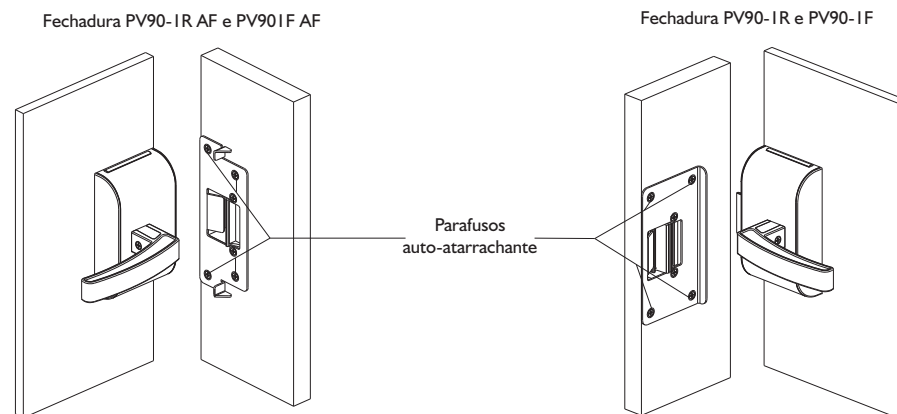 Fechadura PV90-1R AF e PV901F AF
Fechadura PV90-1R e PV90-1F
Parafusos
auto-atarrachante